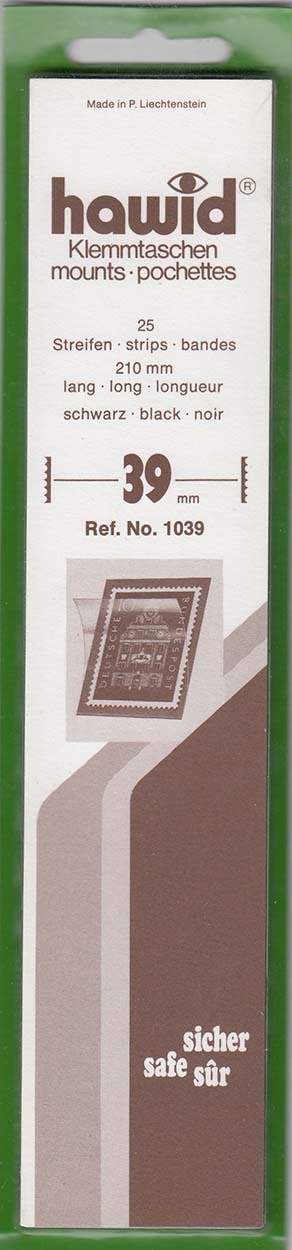 Made in P. Liechtenstein
hawid®
Klemmtaschen
mounts · pochettes
25
Streifen · strips · bandes
210 mm
lang · long · longueur
schwarz · black · noir
39 mm
Ref. No. 1039
10
DEUTSCHE
BUNDESPOST
sicher
safe sûr